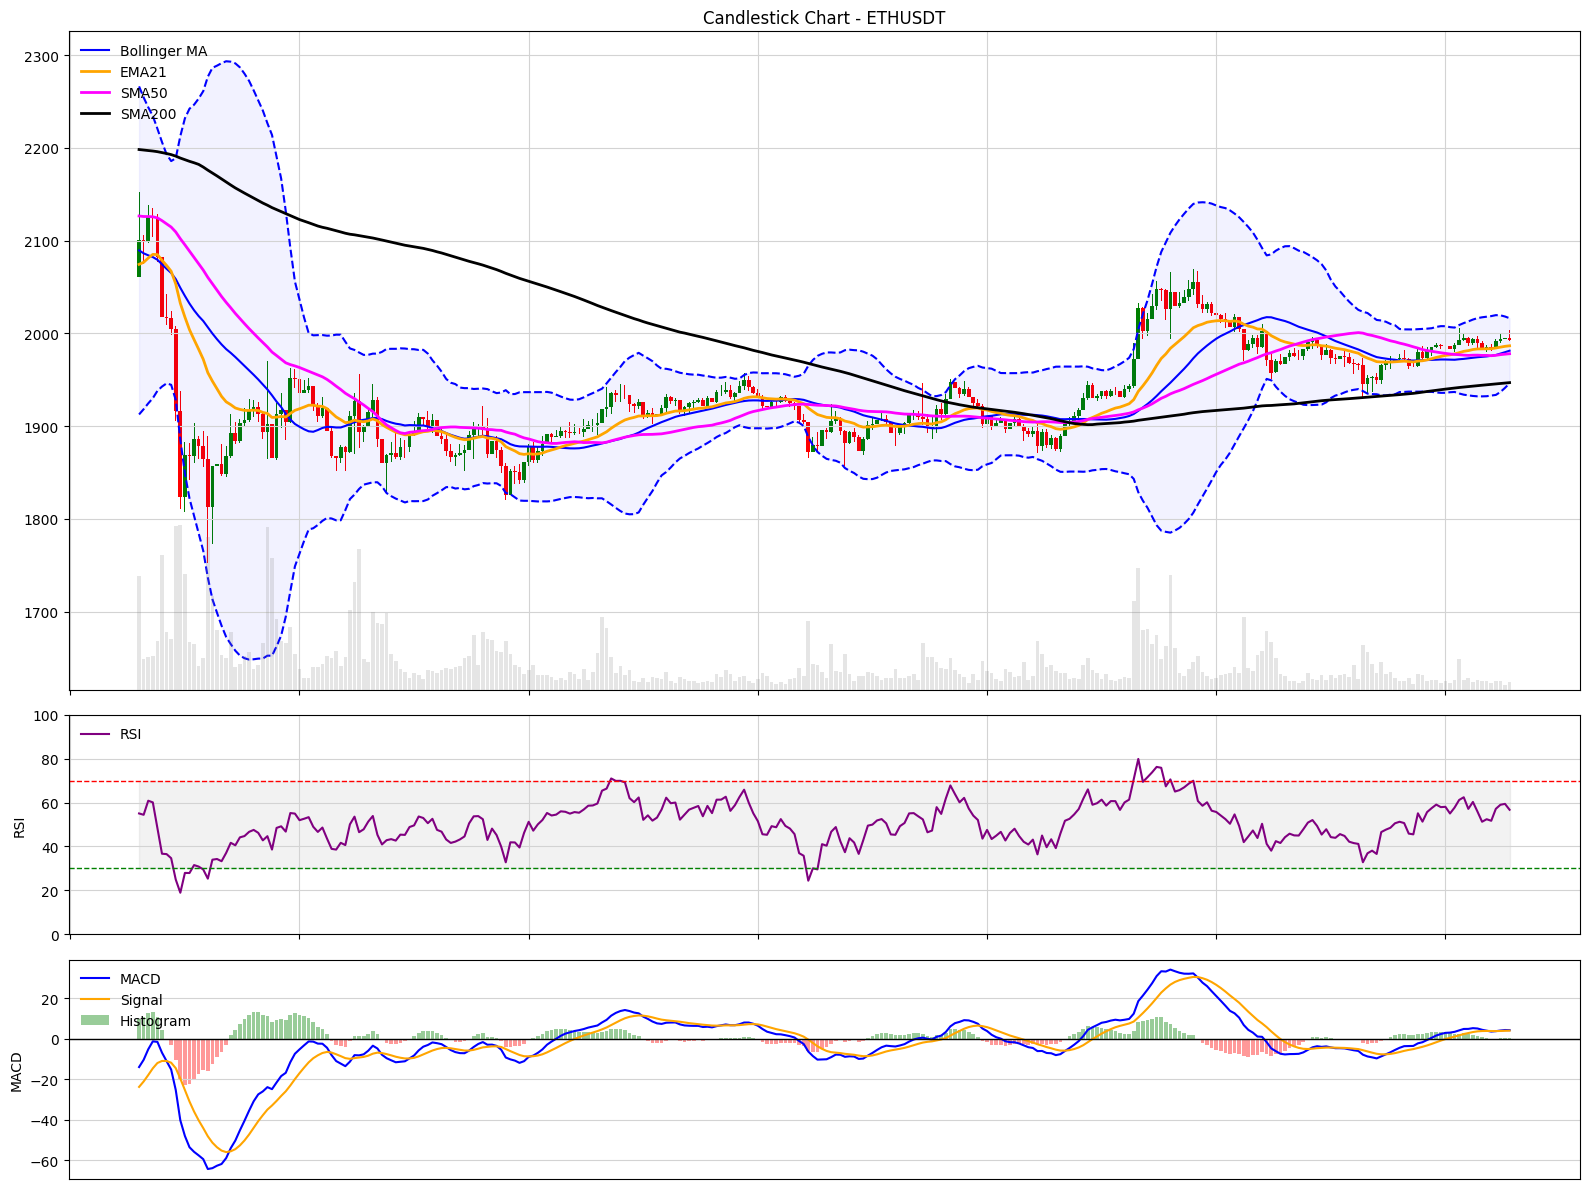 Candlestick Chart - ETHUSDT
Bollinger MA
EMA21
SMA50
SMA200
2300
2200
2100
2000
1900
1800
1700
RSI
RSI
100
80
60
40
20
0
MACD
Signal
Histogram
MACD
20
0
−20
−40
−60